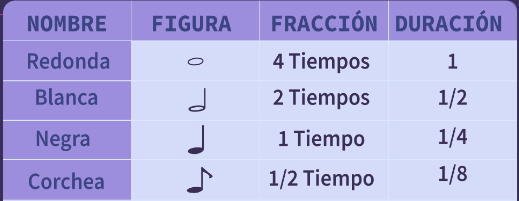 NOMBRE FIGURA FRACCIÓN DURACIÓN
Redonda 4 Tiempos 1
Blanca 2 Tiempos 1/2
Negra 1 Tiempo 1/4
Corchea 1/2 Tiempo 1/8